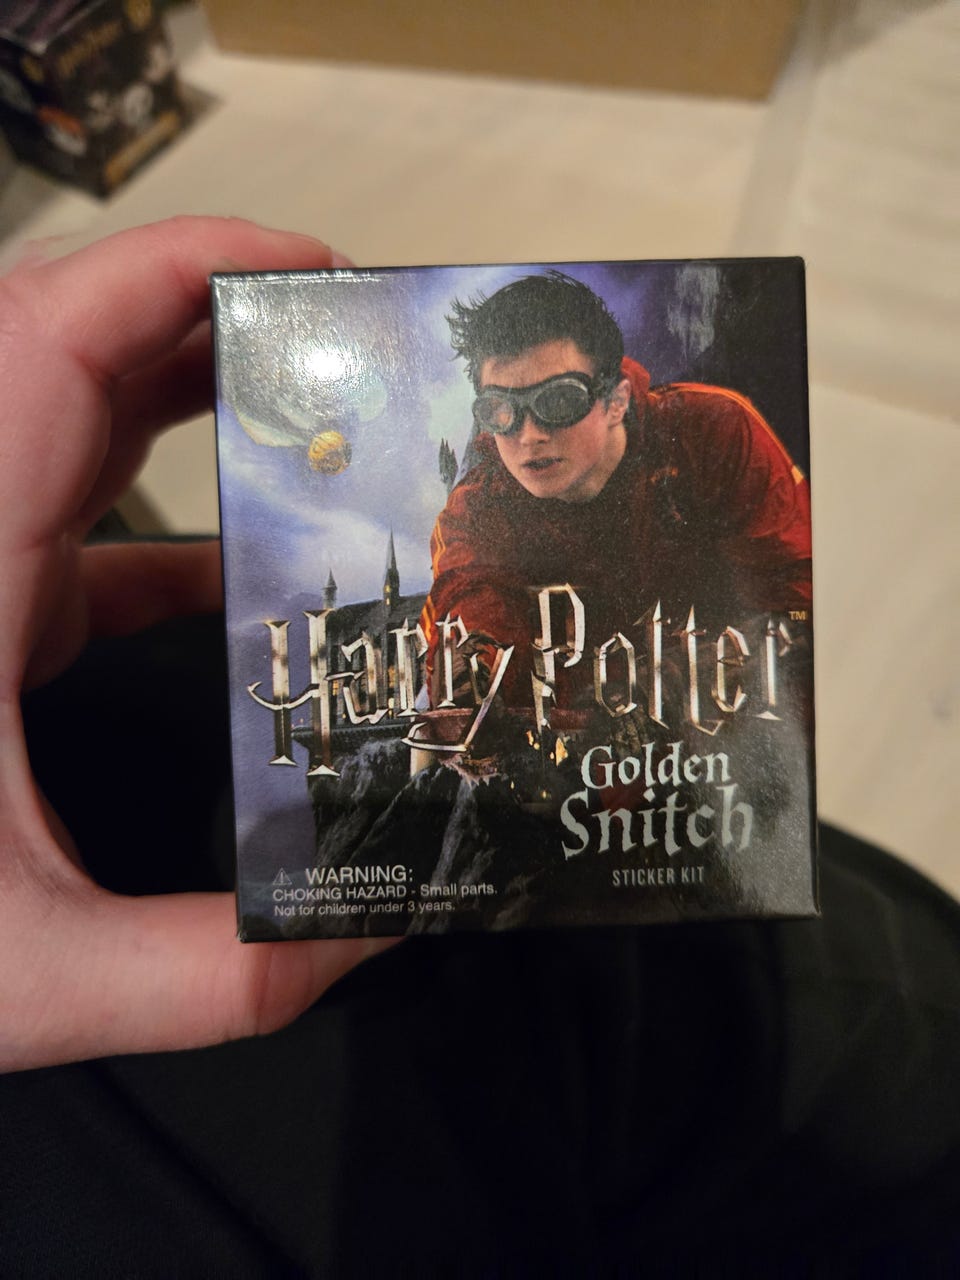 Harry Potter™
Golden
Snitch
STICKER KIT
⚠ WARNING:
CHOKING HAZARD - Small parts.
Not for children under 3 years.